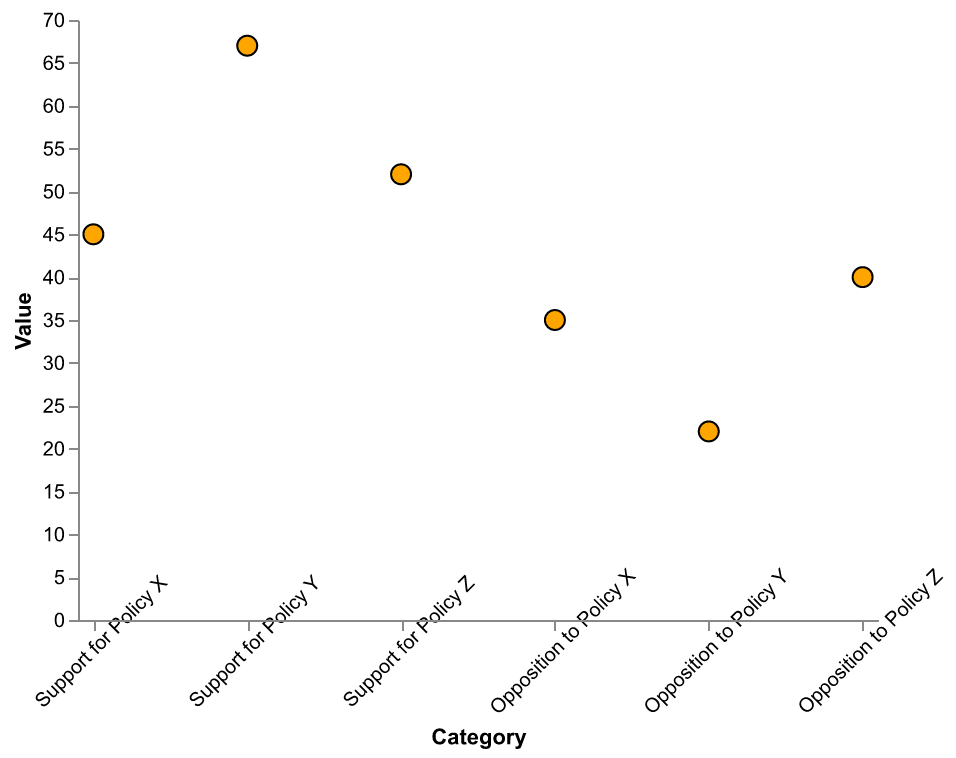 70
65
60
55
50
45
40
35
30
25
20
15
10
5
0
Value
Support for Policy X
Support for Policy Y
Support for Policy Z
Opposition to Policy X
Opposition to Policy Y
Opposition to Policy Z
Category